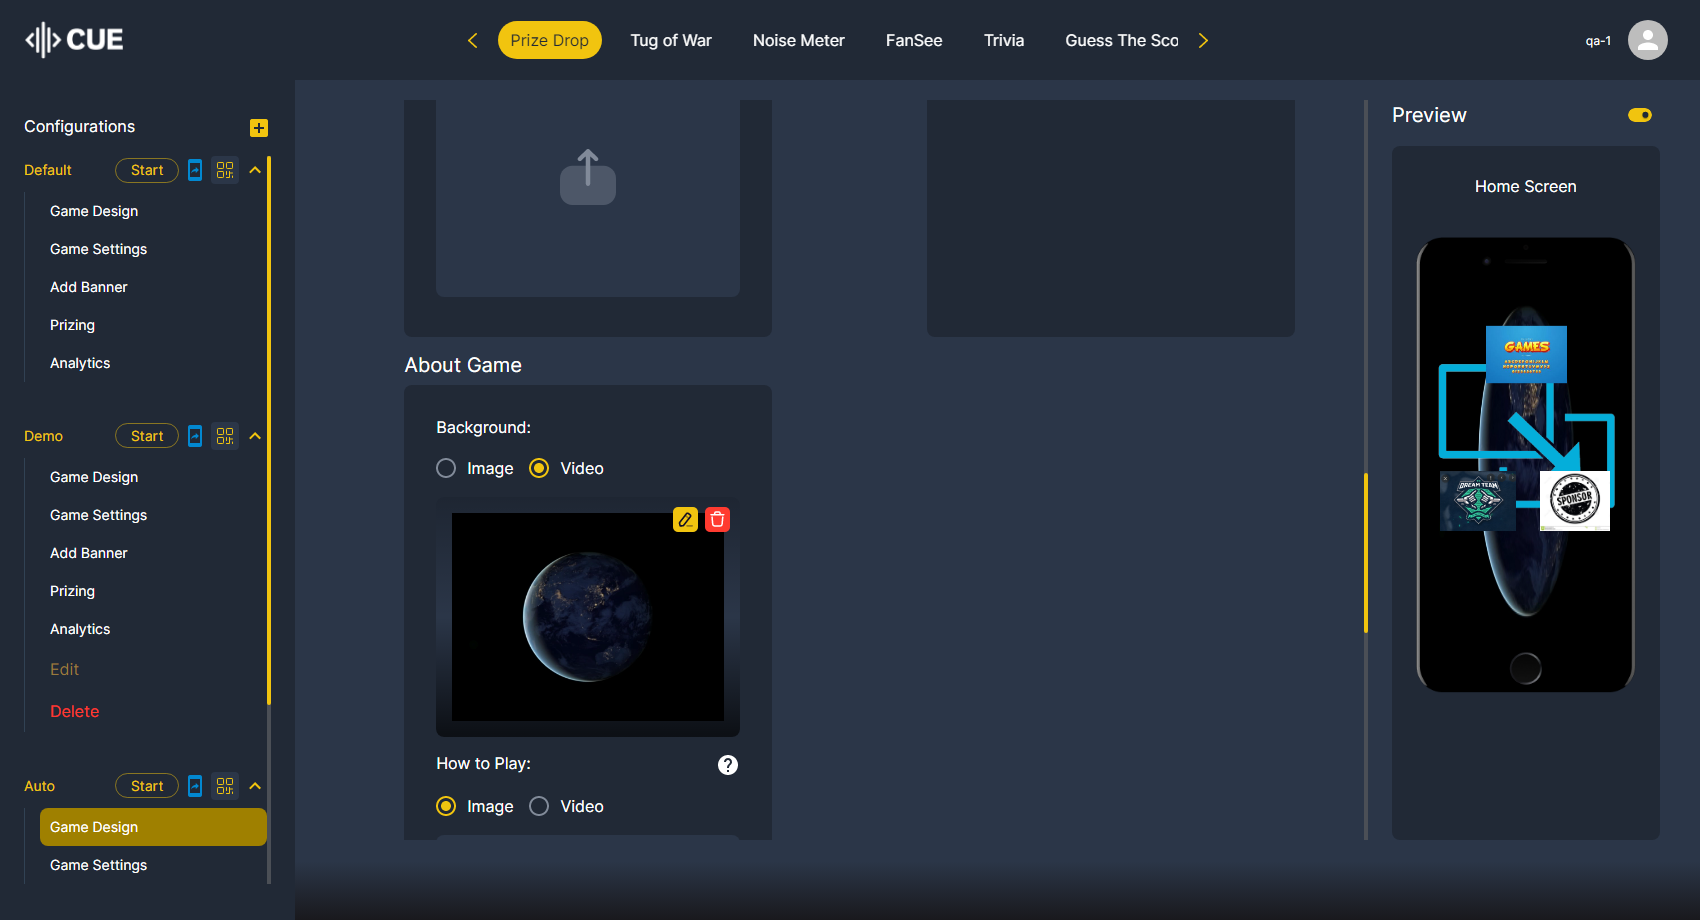 CUE
Prize Drop
Tug of War
Noise Meter
FanSee
Trivia
Guess The Sco
qa-1
Configurations
Default
Start
Game Design
Game Settings
Add Banner
Prizing
Analytics
Demo
Start
Game Design
Game Settings
Add Banner
Prizing
Analytics
Edit
Delete
Auto
Start
Game Design
Game Settings
About Game
Background:
Image
Video
How to Play:
?
Image
Video
Preview
Home Screen
GAMES
DREAM TEAM
SPONSOR